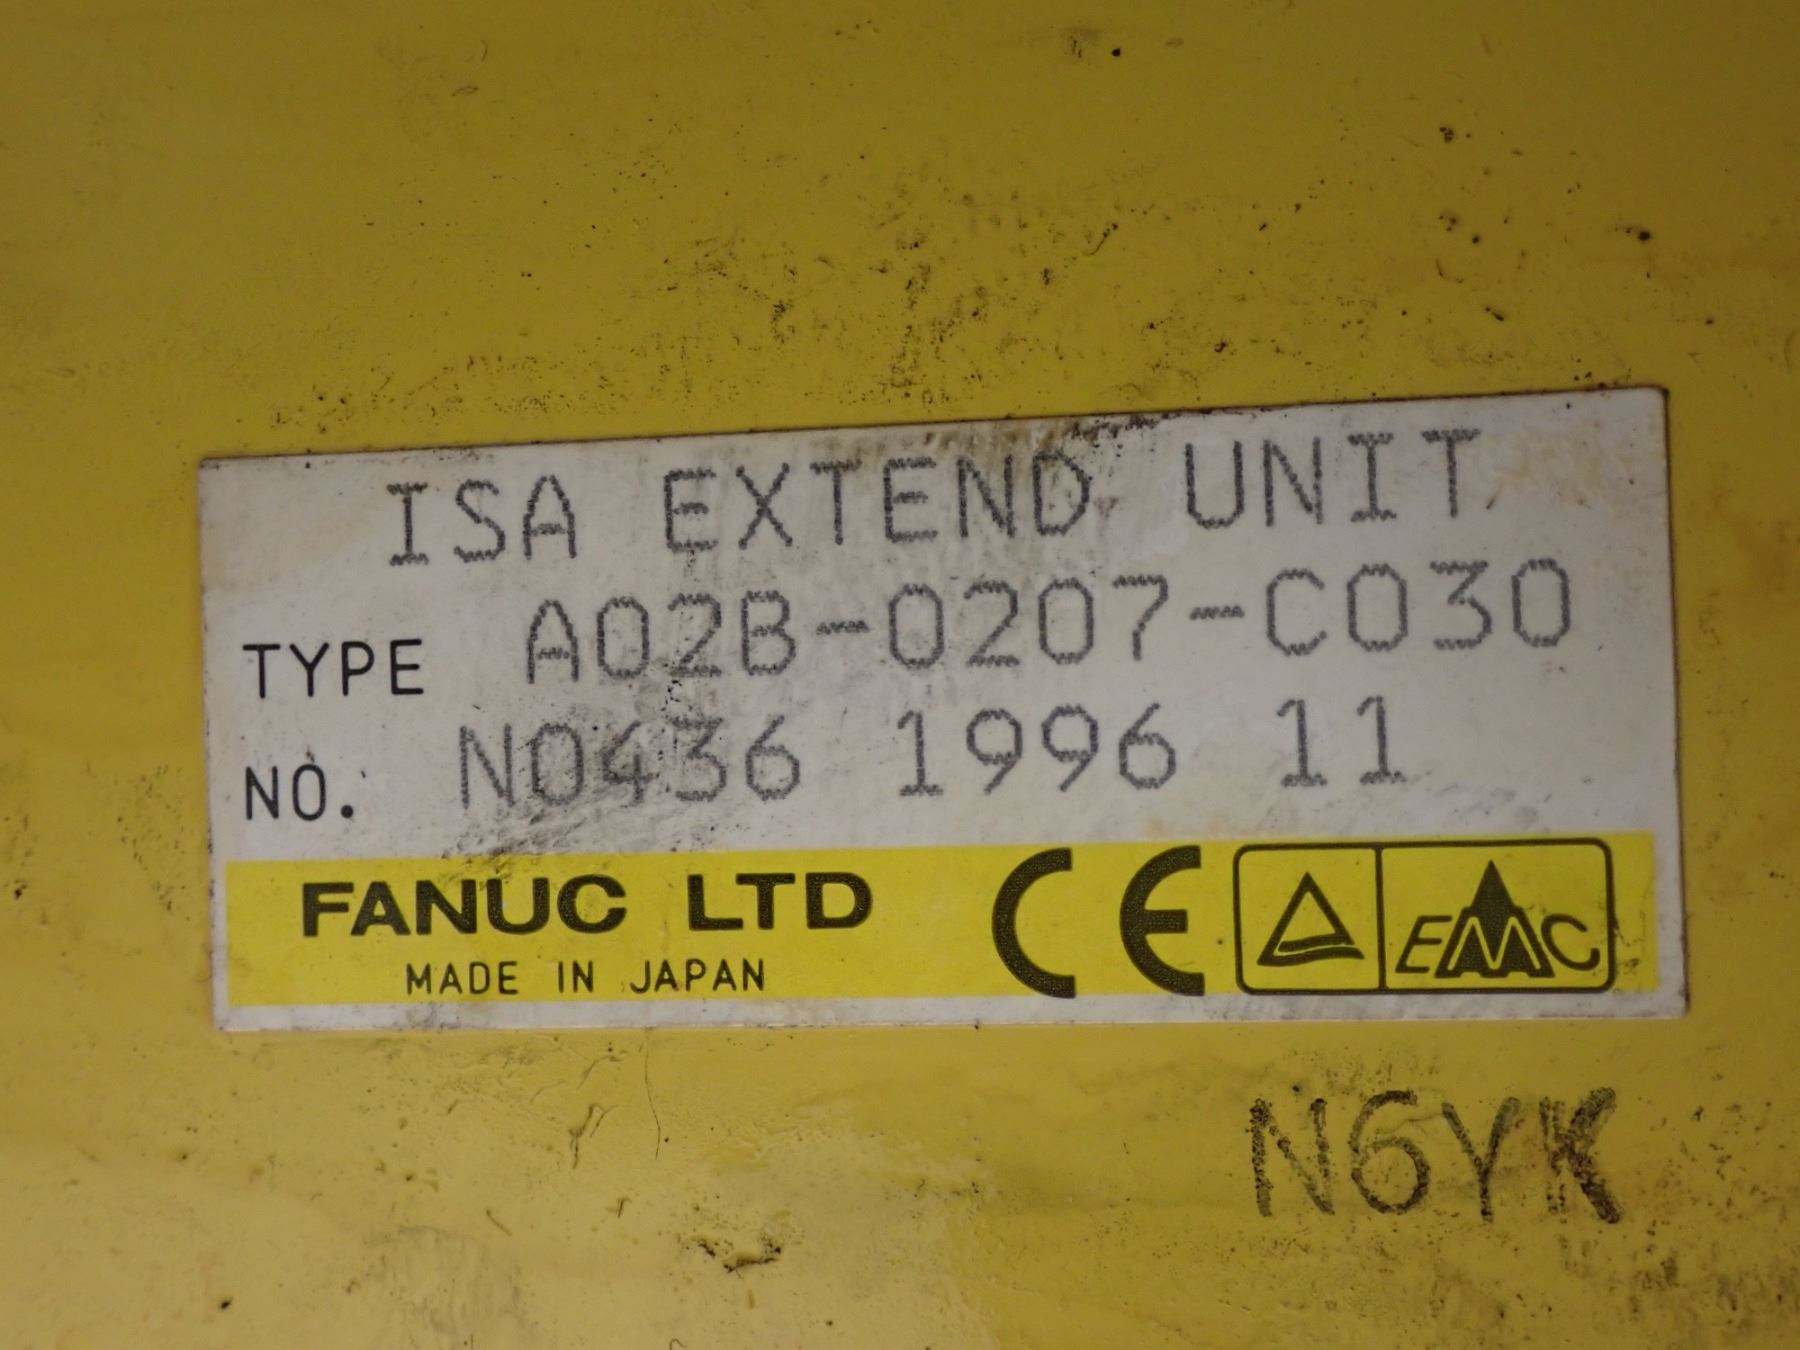 ISA EXTEND UNIT
TYPE A02B-0207-C030
NO. N0436 1996 11
FANUC LTD CE EMC
MADE IN JAPAN
N6YK